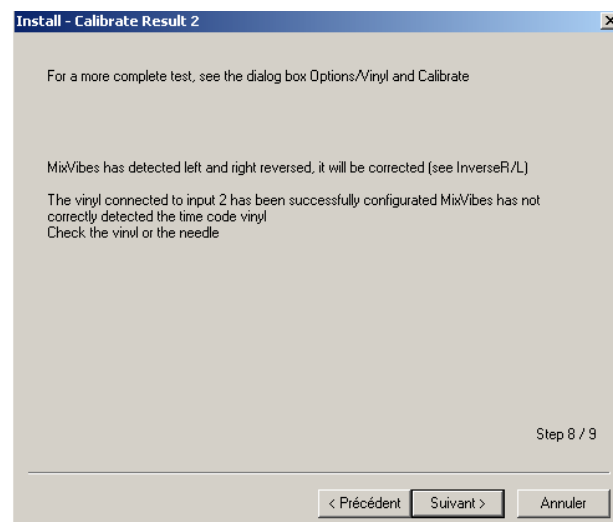 Install - Calibrate Result 2
For a more complete test, see the dialog box Options/Vinyl and Calibrate
MixVibes has detected left and right reversed, it will be corrected (see InverseR/L)
The vinyl connected to input 2 has been successfully configurated MixVibes has not
correctly detected the time code vinyl
Check the vinyl or the needle
Step 8 / 9
< Précédent Suivant > Annuler